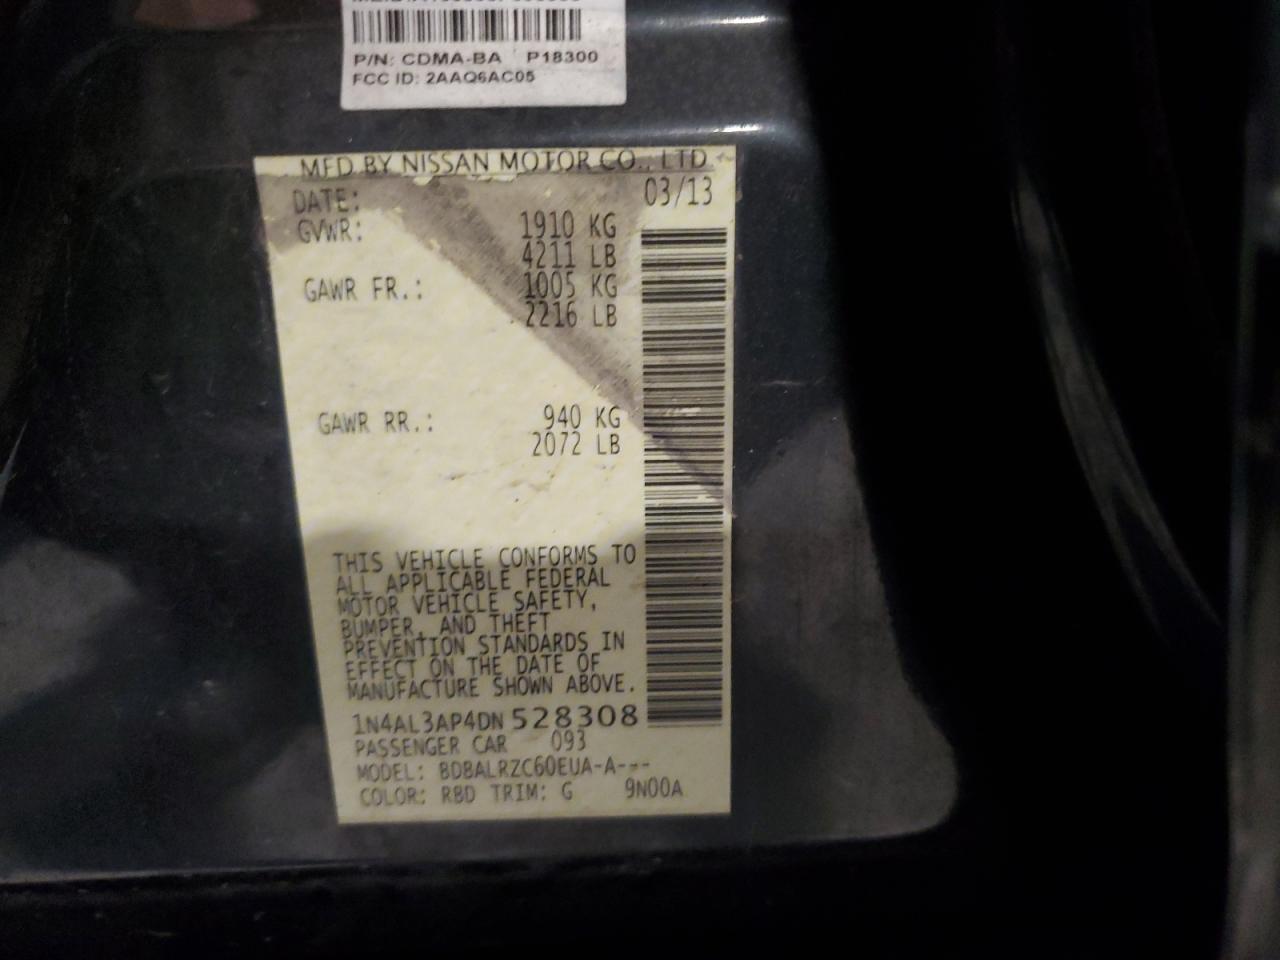 P/N: CDMA-BA P18300
FCC ID: 2AAQ6AC05
MFD BY NISSAN MOTOR CO., LTD.
DATE: 03/13
GVWR: 1910 KG
4211 LB
GAWR FR.: 1005 KG
2216 LB
GAWR RR.: 940 KG
2072 LB
THIS VEHICLE CONFORMS TO
ALL APPLICABLE FEDERAL
MOTOR VEHICLE SAFETY,
BUMPER, AND THEFT
PREVENTION STANDARDS IN
EFFECT ON THE DATE OF
MANUFACTURE SHOWN ABOVE.
1N4AL3AP4DN528308
PASSENGER CAR 093
MODEL: BDBALRZC60EUA-A---
COLOR: RBD TRIM: G 9N00A